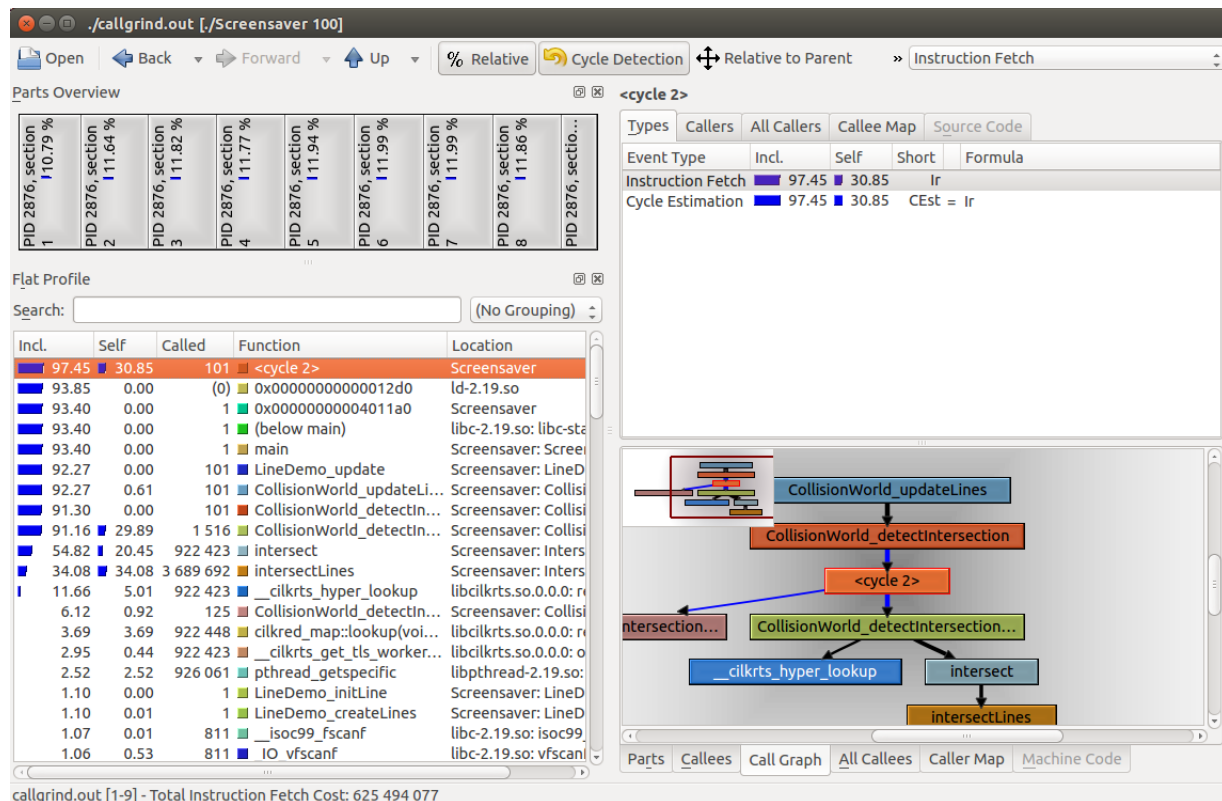 ./callgrind.out [./Screensaver 100]
Open Back Forward Up % Relative Cycle Detection Relative to Parent » Instruction Fetch
Parts Overview
PID 2876, section 1 10.79 %
PID 2876, section 2 11.64 %
PID 2876, section 3 11.82 %
PID 2876, section 4 11.77 %
PID 2876, section 5 11.94 %
PID 2876, section 6 11.99 %
PID 2876, section 7 11.99 %
PID 2876, section 8 11.86 %
PID 2876, sectio...
Flat Profile
Search: (No Grouping)
Incl. Self Called Function Location
97.45 30.85 101 <cycle 2> Screensaver
93.85 0.00 (0) 0x00000000000012d0 ld-2.19.so
93.40 0.00 1 0x00000000004011a0 Screensaver
93.40 0.00 1 (below main) libc-2.19.so: libc-sta
93.40 0.00 1 main Screensaver: Screer
92.27 0.00 101 LineDemo_update Screensaver: LineD
92.27 0.61 101 CollisionWorld_updateLi... Screensaver: Collisi
91.30 0.00 101 CollisionWorld_detectIn... Screensaver: Collisi
91.16 29.89 1 516 CollisionWorld_detectIn... Screensaver: Collisi
54.82 20.45 922 423 intersect Screensaver: Inters
34.08 34.08 3 689 692 intersectLines Screensaver: Inters
11.66 5.01 922 423 __cilkrts_hyper_lookup libcilkrts.so.0.0.0: re
6.12 0.92 125 CollisionWorld_detectIn... Screensaver: Collisi
3.69 3.69 922 448 cilkred_map::lookup(voi... libcilkrts.so.0.0.0: re
2.95 0.44 922 423 __cilkrts_get_tls_worker... libcilkrts.so.0.0.0: o
2.52 2.52 926 061 pthread_getspecific libpthread-2.19.so:
1.10 0.00 1 LineDemo_initLine Screensaver: LineD
1.10 0.01 1 LineDemo_createLines Screensaver: LineD
1.07 0.01 811 __isoc99_fscanf libc-2.19.so: isoc99_
1.06 0.53 811 _IO_vfscanf libc-2.19.so: vfscanf
<cycle 2>
Types Callers All Callers Callee Map Source Code
Event Type Incl. Self Short Formula
Instruction Fetch 97.45 30.85 Ir
Cycle Estimation 97.45 30.85 CEst = Ir
CollisionWorld_updateLines
CollisionWorld_detectIntersection
<cycle 2>
ntersection... CollisionWorld_detectIntersection...
__cilkrts_hyper_lookup intersect
intersectLines
Parts Callees Call Graph All Callees Caller Map Machine Code
callgrind.out [1-9] - Total Instruction Fetch Cost: 625 494 077